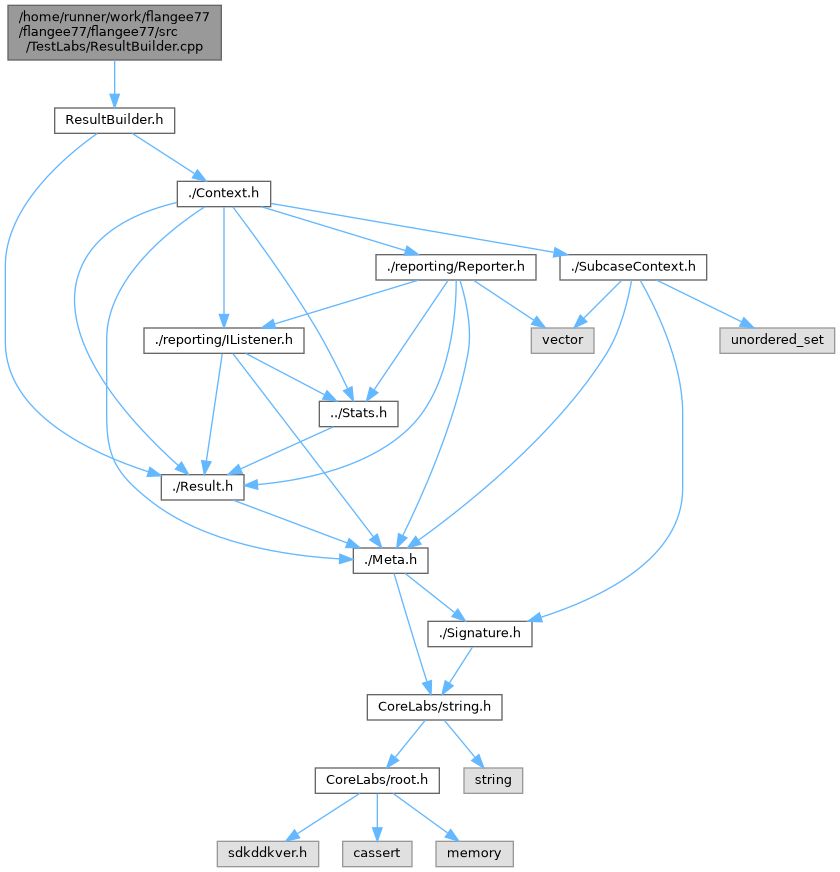 /home/runner/work/flangee77
/flangee77/flangee77/src
/TestLabs/ResultBuilder.cpp
ResultBuilder.h
./Context.h
./reporting/Reporter.h
./SubcaseContext.h
./reporting/IListener.h
vector
unordered_set
../Stats.h
./Result.h
./Meta.h
./Signature.h
CoreLabs/string.h
CoreLabs/root.h
string
sdkddkver.h
cassert
memory